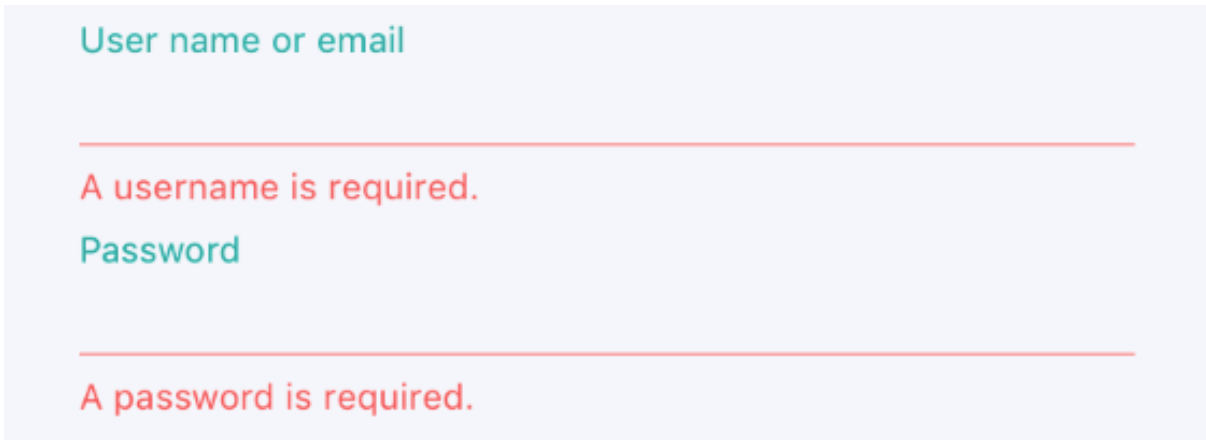 User name or email
A username is required.
Password
A password is required.